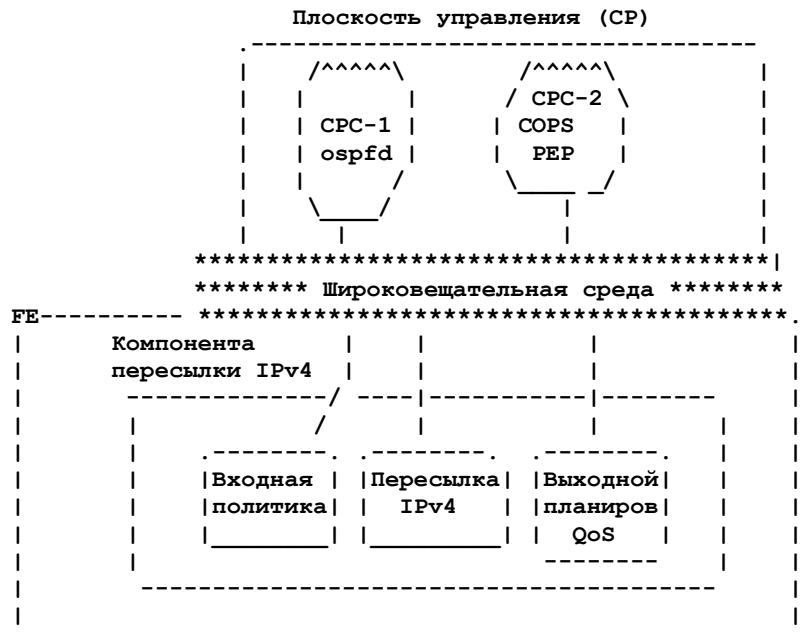 Плоскость управления (CP)
CPC-1
ospfd
CPC-2
COPS
PEP
******************************************
******** Широковещательная среда ********
FE---------- *****************************************.
Компонента
пересылки IPv4
Входная
политика
Пересылка
IPv4
Выходной
планиров
QoS